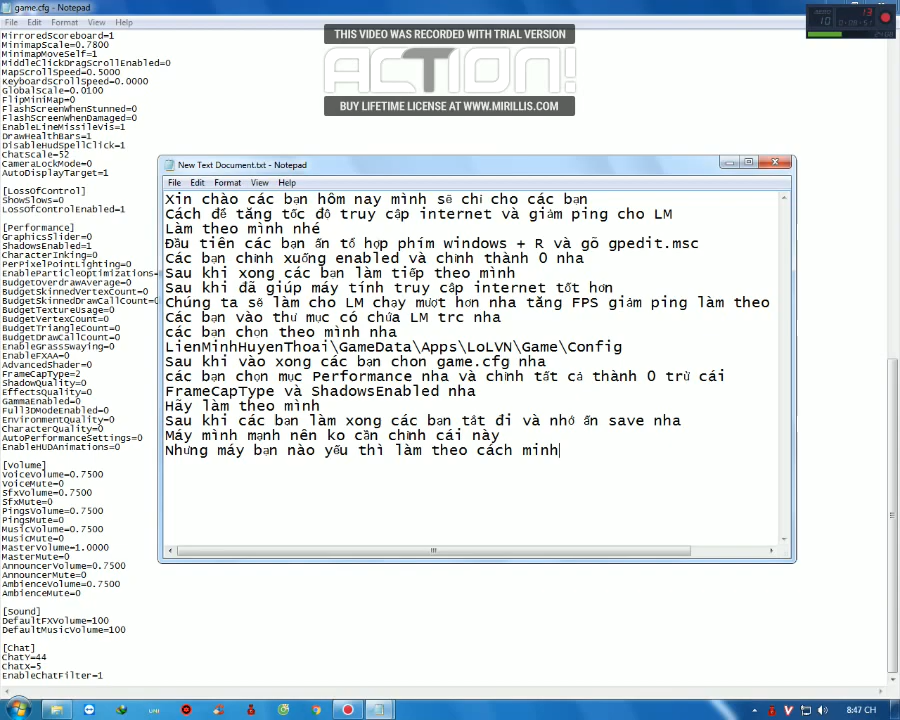 game.cfg - Notepad
File Edit Format View Help
MirroredScoreboard=1
MinimapScale=0.7800
MinimapMoveSelf=1
MiddleClickDragScrollEnabled=0
MapScrollSpeed=0.5000
KeyboardScrollSpeed=0.0000
GlobalScale=0.0100
FlipMiniMap=0
FlashScreenWhenStunned=0
FlashScreenWhenDamaged=0
EnableLineMissileVis=1
DrawHealthBars=1
DisableHudSpellClick=1
ChatScale=52
CameraLockMode=0
AutoDisplayTarget=1
[LossOfControl]
ShowSlows=0
LossOfControlEnabled=1
[Performance]
GraphicsSlider=0
ShadowsEnabled=1
CharacterInking=0
PerPixelPointLighting=0
EnableParticleOptimizations=
BudgetOverdrawAverage=0
BudgetSkinnedVertexCount=0
BudgetSkinnedDrawCallCount=0
BudgetTextureUsage=0
BudgetVertexCount=0
BudgetTriangleCount=0
BudgetDrawCallCount=0
EnableGrassSwaying=0
EnableFXAA=0
AdvancedShader=0
FrameCapType=2
ShadowQuality=0
EffectsQuality=0
GammaEnabled=0
Full3DModeEnabled=0
EnvironmentQuality=0
CharacterQuality=0
AutoPerformanceSettings=0
EnableHUDAnimations=0
[Volume]
VoiceVolume=0.7500
VoiceMute=0
SfxVolume=0.7500
SfxMute=0
PingsVolume=0.7500
PingsMute=0
MusicVolume=0.7500
MusicMute=0
MasterVolume=1.0000
MasterMute=0
AnnouncerVolume=0.7500
AnnouncerMute=0
AmbienceVolume=0.7500
AmbienceMute=0
[Sound]
DefaultFXVolume=100
DefaultMusicVolume=100
[Chat]
ChatY=44
ChatX=5
EnableChatFilter=1
THIS VIDEO WAS RECORDED WITH TRIAL VERSION
ACTION!
BUY LIFETIME LICENSE AT WWW.MIRILLIS.COM
New Text Document.txt - Notepad
File Edit Format View Help
Xin chào các bạn hôm nay mình sẽ chỉ cho các bạn
Cách để tăng tốc độ truy cập internet và giảm ping cho LM
Làm theo mình nhé
Đầu tiên các bạn ấn tổ hợp phím windows + R và gõ gpedit.msc
Các bạn chỉnh xuống enabled và chỉnh thành 0 nha
Sau khi xong các bạn làm tiếp theo mình
Sau khi đã giúp máy tính truy cập internet tốt hơn
Chúng ta sẽ làm cho LM chạy mượt hơn nha tăng FPS giảm ping làm theo
Các bạn vào thư mục có chứa LM trc nha
các bạn chọn theo mình nha
LienMinhHuyenThoai\GameData\Apps\LoLVN\Game\Config
Sau khi vào xong các bạn chon game.cfg nha
các bạn chọn mục Performance nha và chỉnh tất cả thành 0 trừ cái
FrameCapType và ShadowsEnabled nha
Hãy làm theo mình
Sau khi các bạn làm xong các bạn tắt đi và nhớ ấn save nha
Máy mình mạnh nên ko cần chỉnh cái này
Nhưng máy bạn nào yếu thì làm theo cách minh
8:47 CH